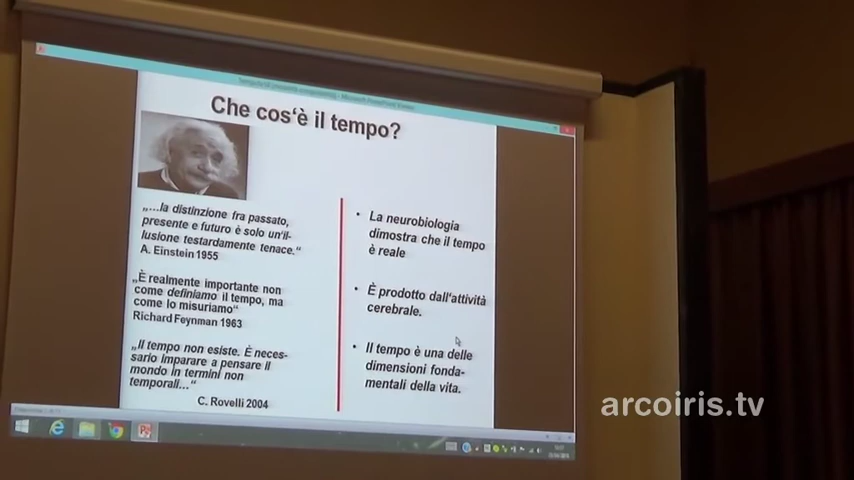 Che cos'è il tempo?
„…la distinzione fra passato,
presente e futuro è solo un'il-
lusione testardamente tenace.“
A. Einstein 1955
„È realmente importante non
come definiamo il tempo, ma
come lo misuriamo“
Richard Feynman 1963
„Il tempo non esiste. È neces-
sario imparare a pensare il
mondo in termini non
temporali…“
C. Rovelli 2004
• La neurobiologia
dimostra che il tempo
è reale
• È prodotto dall'attività
cerebrale.
• Il tempo è una delle
dimensioni fonda-
mentali della vita.
arcoiris.tv